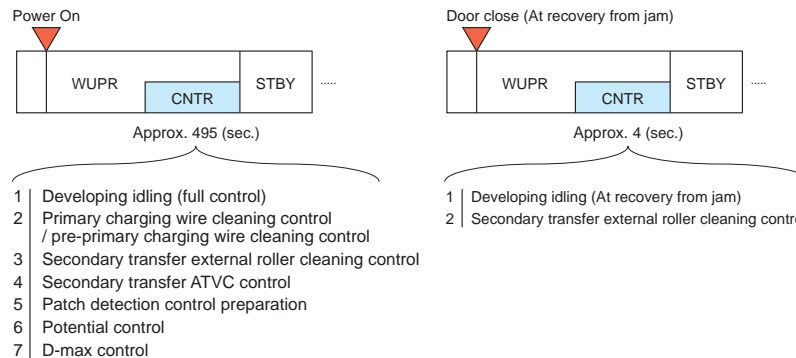 Power On
WUPR
CNTR
STBY
.....
Approx. 495 (sec.)
1 Developing idling (full control)
2 Primary charging wire cleaning control
/ pre-primary charging wire cleaning control
3 Secondary transfer external roller cleaning control
4 Secondary transfer ATVC control
5 Patch detection control preparation
6 Potential control
7 D-max control
Door close (At recovery from jam)
WUPR
CNTR
STBY
.....
Approx. 4 (sec.)
1 Developing idling (At recovery from jam)
2 Secondary transfer external roller cleaning contr